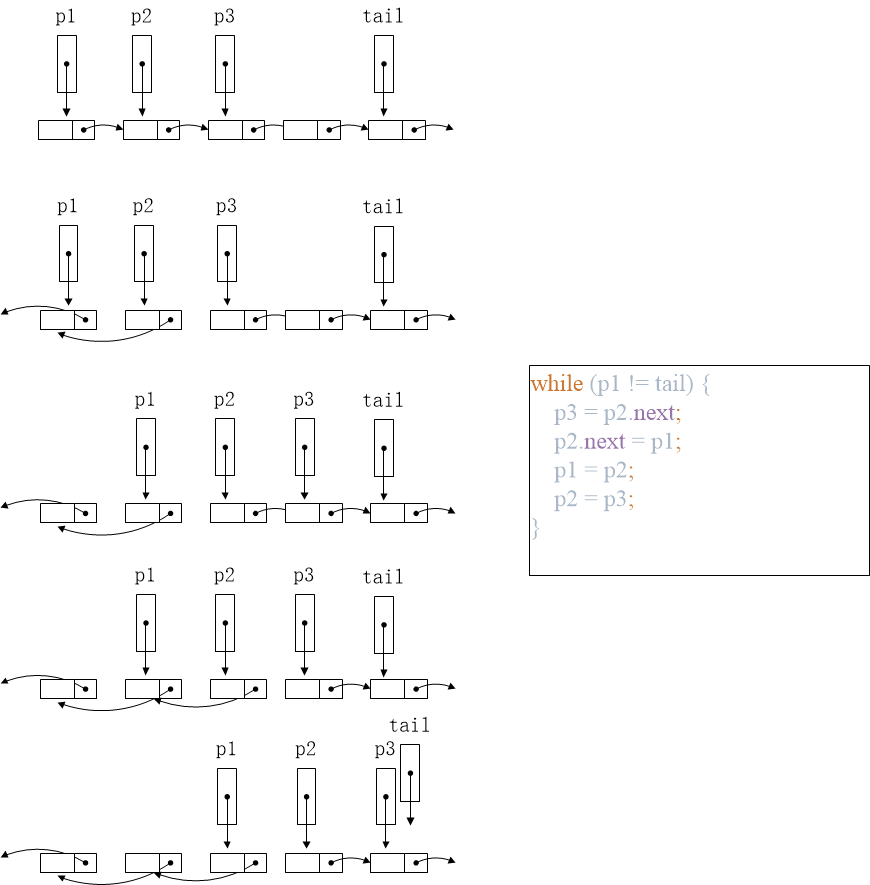 p1 p2 p3 tail
p1 p2 p3 tail
p1 p2 p3 tail
while (p1 != tail) {
p3 = p2.next;
p2.next = p1;
p1 = p2;
p2 = p3;
}
p1 p2 p3 tail
tail
p1 p2 p3